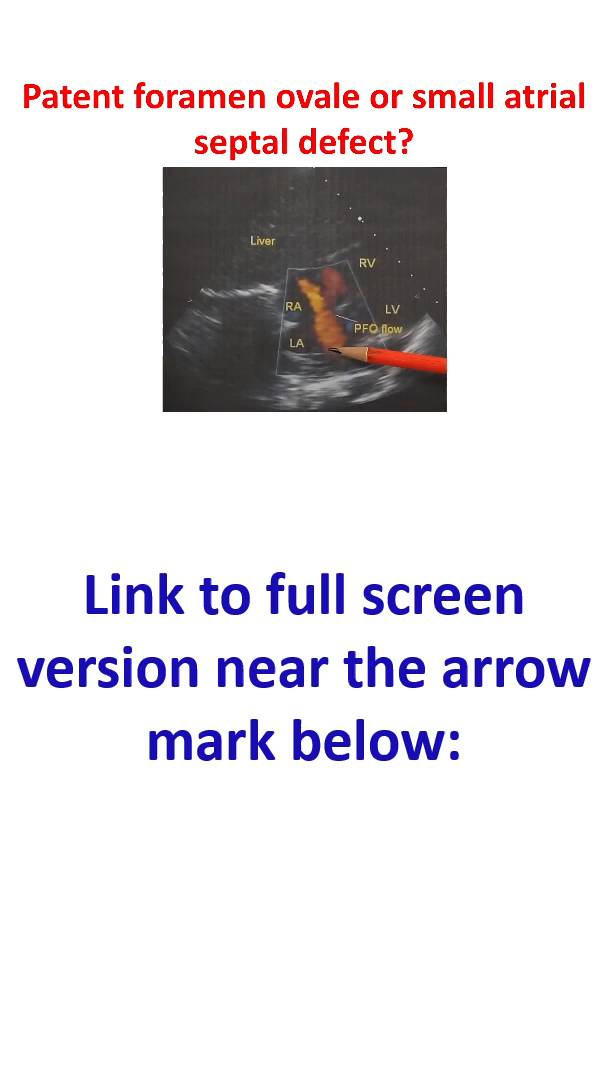 Patent foramen ovale or small atrial
septal defect?
Liver
RV
RA
LV
PFO flow
LA
Link to full screen
version near the arrow
mark below: